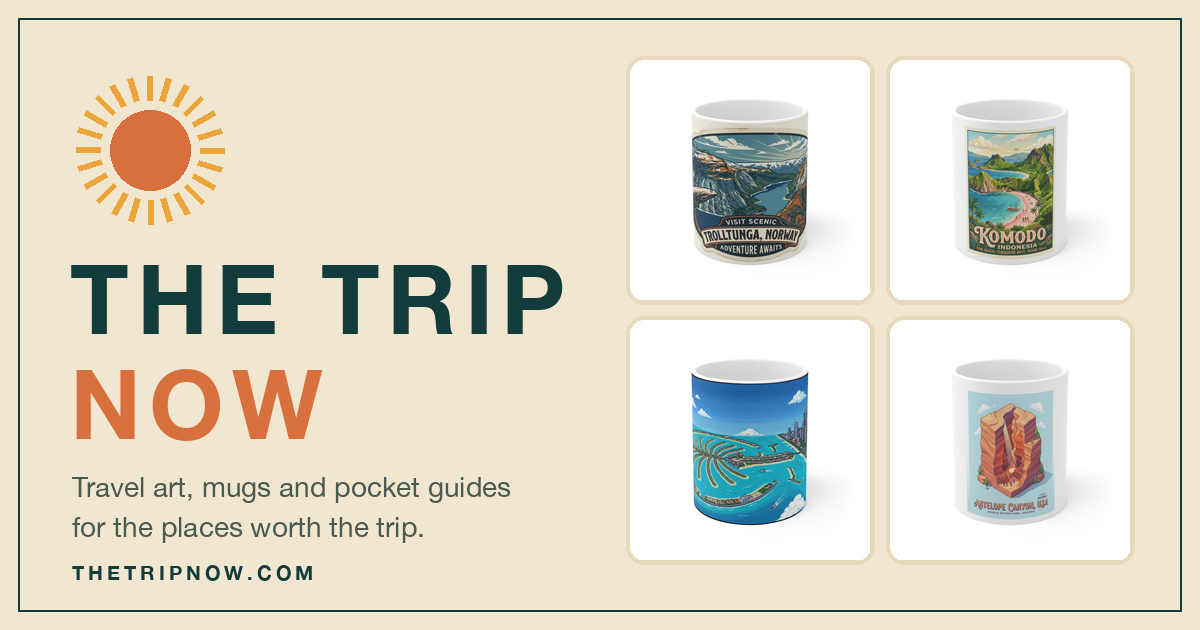 THE TRIP
NOW
Travel art, mugs and pocket guides
for the places worth the trip.
THETRIPNOW.COM
VISIT SCENIC
TROLLTUNGA, NORWAY
ADVENTURE AWAITS
KOMODO
INDONESIA
ANTELOPE CANYON, USA